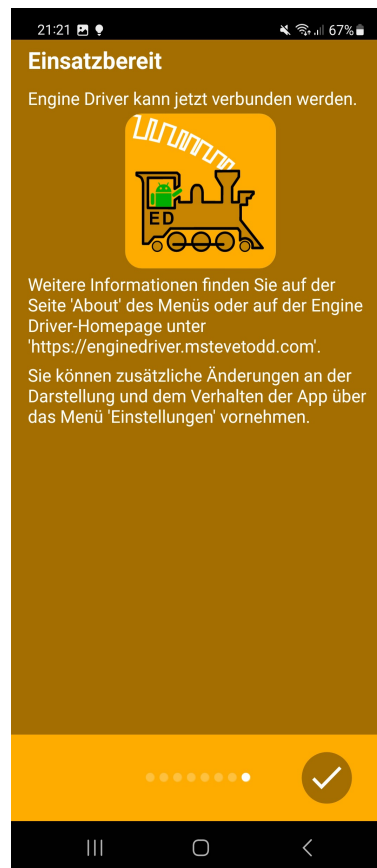 21:21 67%
Einsatzbereit
Engine Driver kann jetzt verbunden werden.
ED
Weitere Informationen finden Sie auf der
Seite 'About' des Menüs oder auf der Engine
Driver-Homepage unter
'https://enginedriver.mstevetodd.com'.
Sie können zusätzliche Änderungen an der
Darstellung und dem Verhalten der App über
das Menü 'Einstellungen' vornehmen.